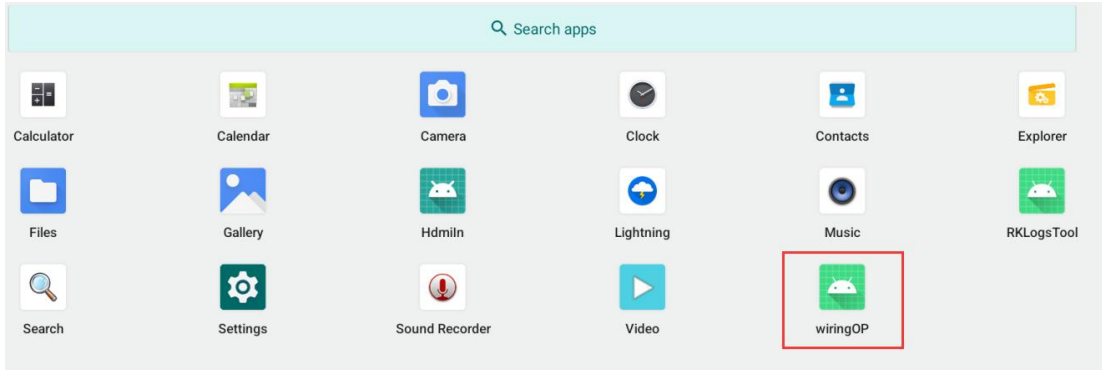 Search apps
Calculator Calendar Camera Clock Contacts Explorer
Files Gallery HdmiIn Lightning Music RKLogsTool
Search Settings Sound Recorder Video wiringOP